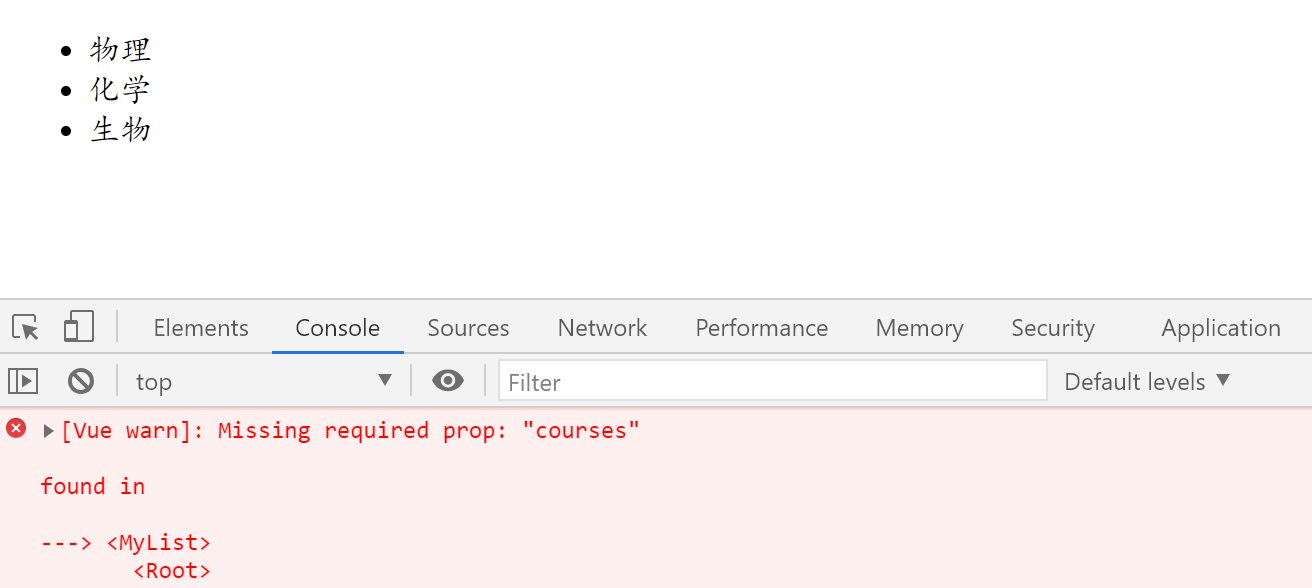 物理
化学
生物
Elements Console Sources Network Performance Memory Security Application
top Filter Default levels
[Vue warn]: Missing required prop: "courses"
found in
---> <MyList>
<Root>